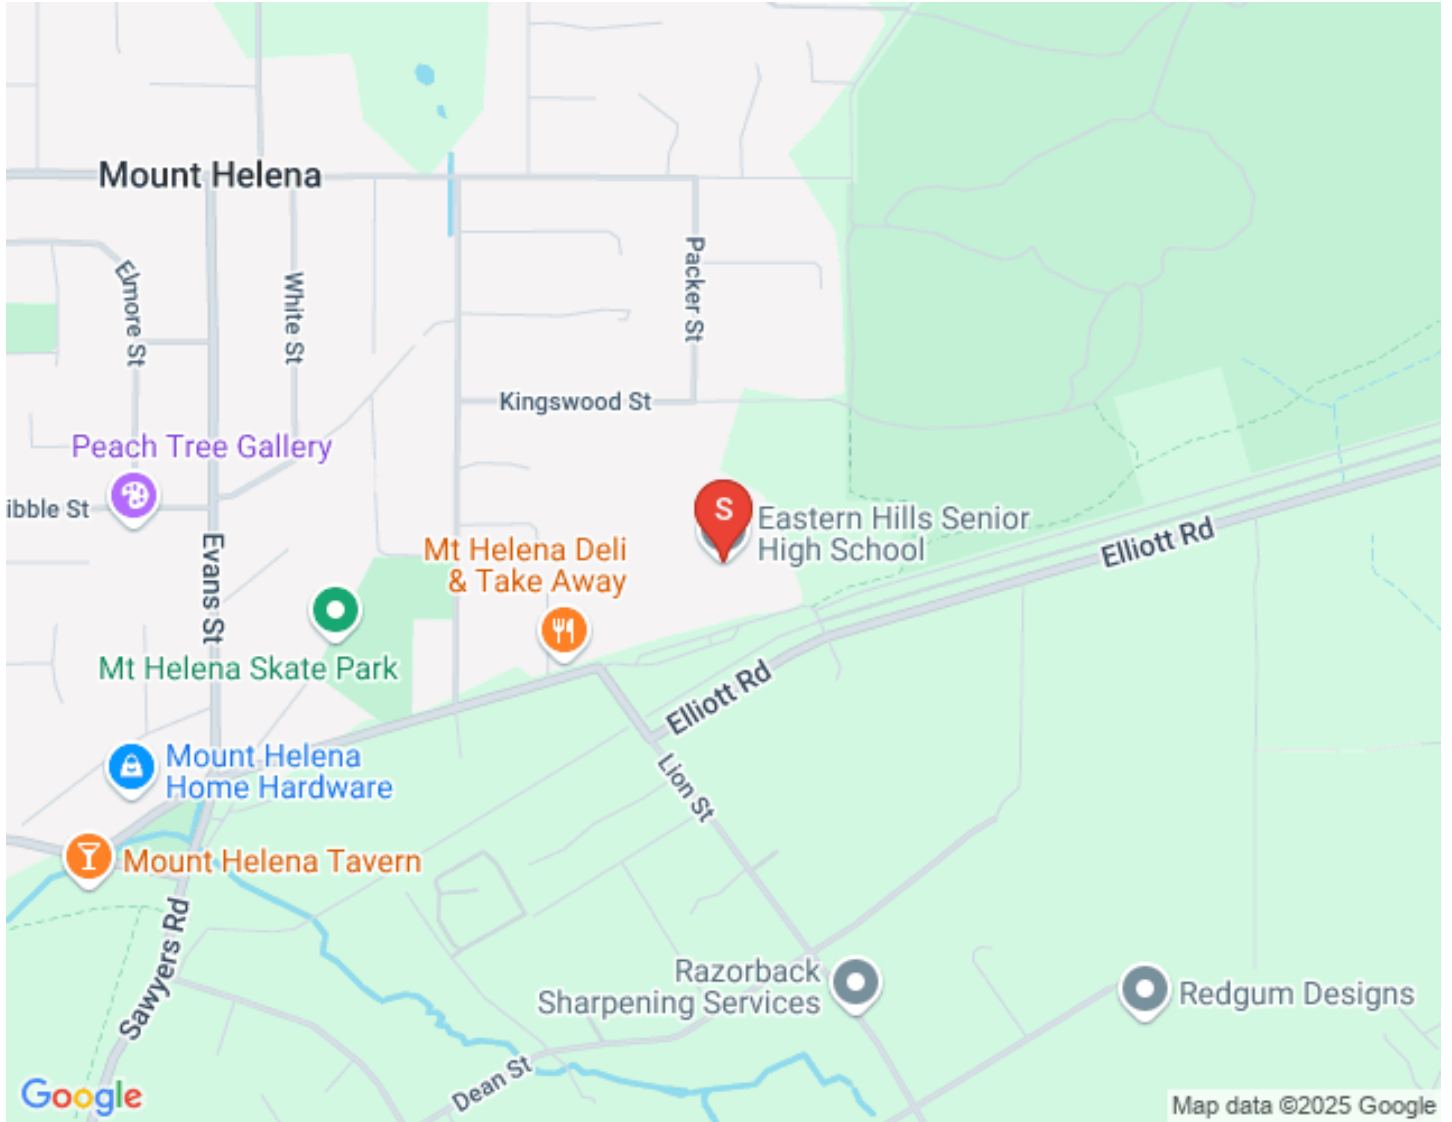 Mount Helena
Elmore St
White St
Packer St
Kingswood St
Peach Tree Gallery
ibble St
Evans St
S
Eastern Hills Senior
High School
Mt Helena Deli
& Take Away
Elliott Rd
Mt Helena Skate Park
Elliott Rd
Mount Helena
Home Hardware
Lion St
Mount Helena Tavern
Sawyers Rd
Razorback
Sharpening Services
Redgum Designs
Dean St
Google
Map data ©2025 Google